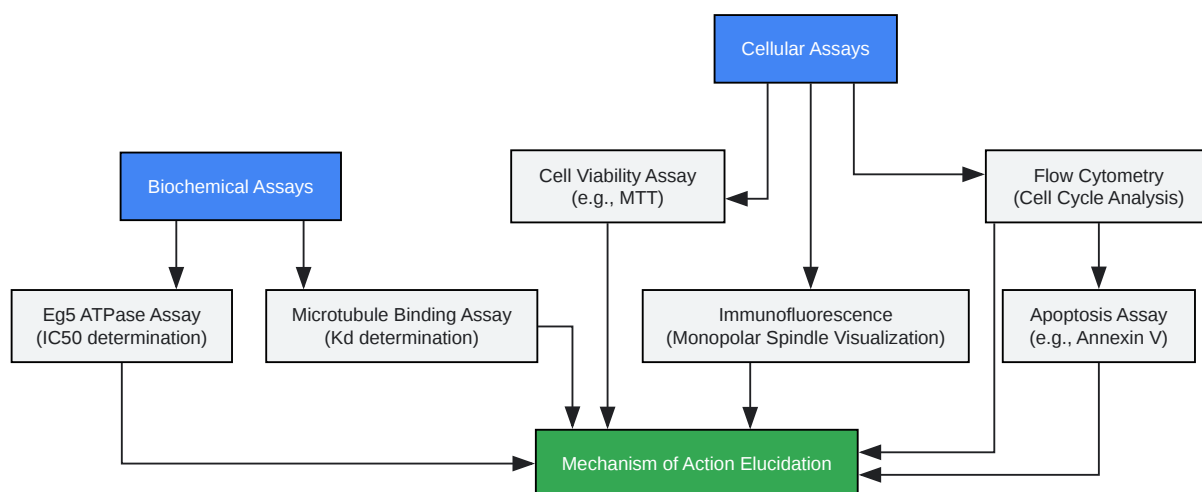 Cellular Assays
Biochemical Assays
Cell Viability Assay
(e.g., MTT)
Flow Cytometry
(Cell Cycle Analysis)
Eg5 ATPase Assay
(IC50 determination)
Microtubule Binding Assay
(Kd determination)
Immunofluorescence
(Monopolar Spindle Visualization)
Apoptosis Assay
(e.g., Annexin V)
Mechanism of Action Elucidation